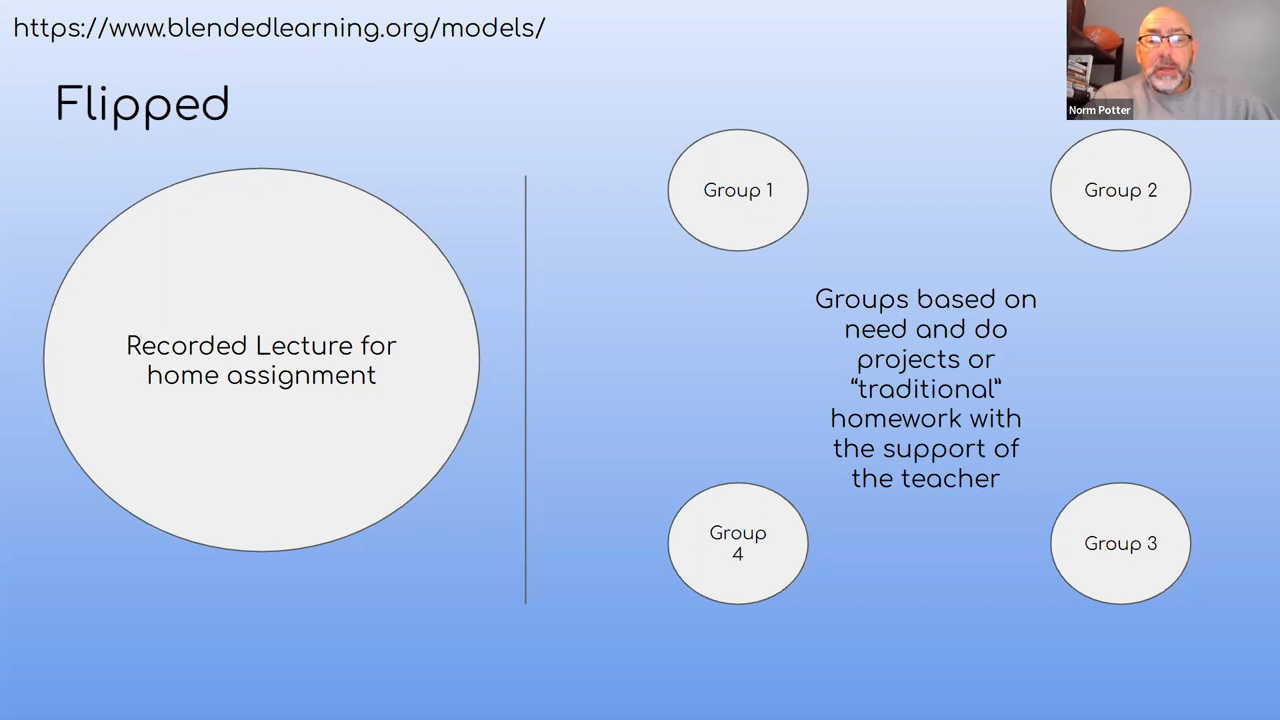 https://www.blendedlearning.org/models/
Norm Potter
Flipped
Recorded Lecture for
home assignment
Group 1
Group 2
Groups based on
need and do
projects or
“traditional”
homework with
the support of
the teacher
Group
4
Group 3